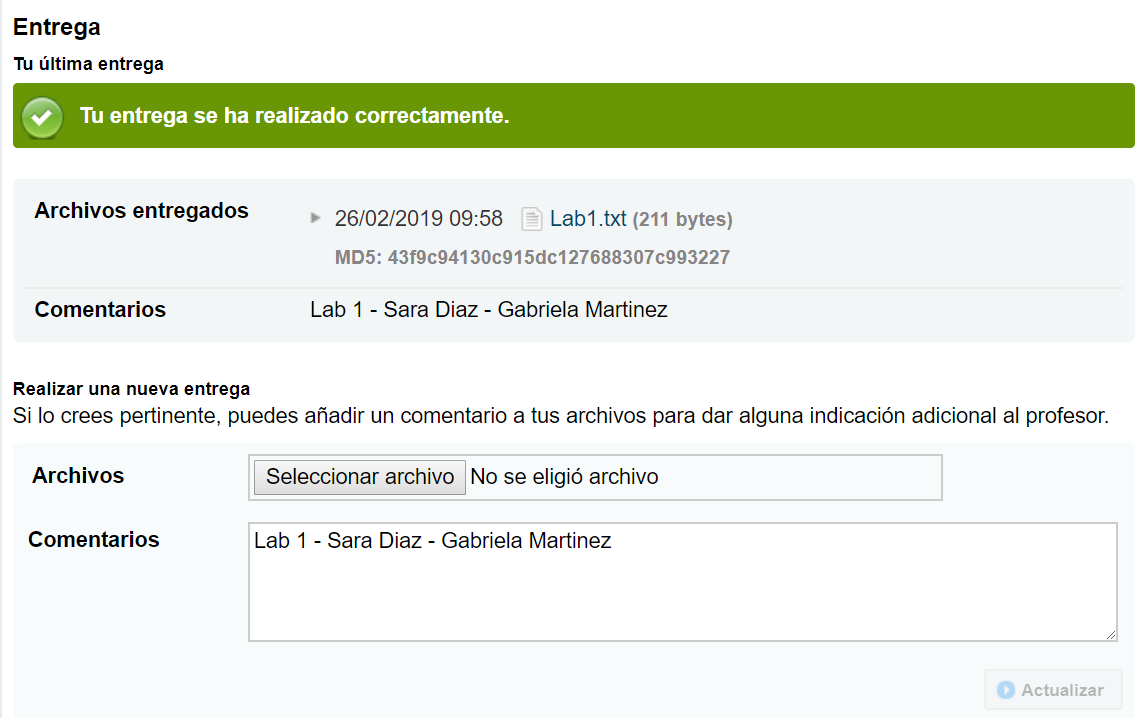 Entrega
Tu última entrega
Tu entrega se ha realizado correctamente.
Archivos entregados
26/02/2019 09:58 Lab1.txt (211 bytes)
MD5: 43f9c94130c915dc127688307c993227
Comentarios
Lab 1 - Sara Diaz - Gabriela Martinez
Realizar una nueva entrega
Si lo crees pertinente, puedes añadir un comentario a tus archivos para dar alguna indicación adicional al profesor.
Archivos
Seleccionar archivo No se eligió archivo
Comentarios
Lab 1 - Sara Diaz - Gabriela Martinez
Actualizar